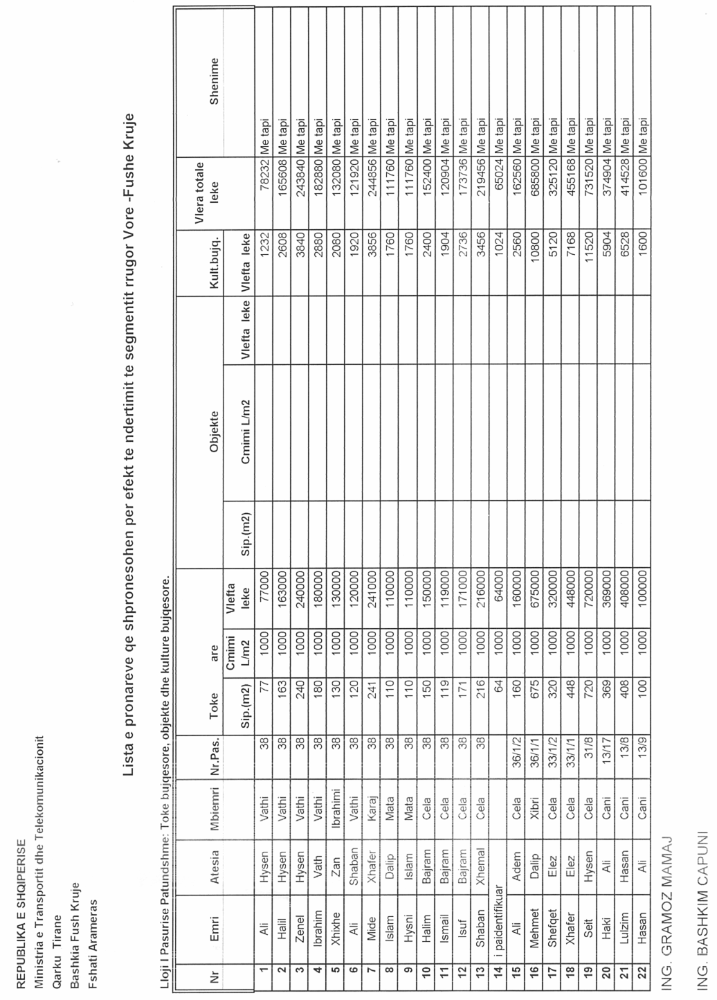 REPUBLIKA E SHQIPERISE
Ministria e Transportit dhe Telekomunikacionit
Qarku Tirane
Bashkia Fush Kruje
Fshati Arameras
Lista e pronareve qe shpronesohen per efekt te ndertimit te segmentit rrugor Vore -Fushe Kruje
Lloji I Pasurise Patundshme: Toke bujqesore, objekte dhe kulture bujqesore.
Nr Emri Atesia Mbiemri Nr.Pas. Toke are Objekte Kult.bujq. Vlera totale leke Shenime
Sip.(m2) Cmimi L/m2 Vlefta leke Sip.(m2) Cmimi L/m2 Vlefta leke Vlefta leke
1 Ali Hysen Vathi 38 77 1000 77000 1232 78232 Me tapi
2 Halil Hysen Vathi 38 163 1000 163000 2608 165608 Me tapi
3 Zenel Hysen Vathi 38 240 1000 240000 3840 243840 Me tapi
4 Ibrahim Vath Vathi 38 180 1000 180000 2880 182880 Me tapi
5 Xhixhe Zan Ibrahimi 38 130 1000 130000 2080 132080 Me tapi
6 Ali Shaban Vathi 38 120 1000 120000 1920 121920 Me tapi
7 Mide Xhafer Karaj 38 241 1000 241000 3856 244856 Me tapi
8 Islam Dalip Mata 38 110 1000 110000 1760 111760 Me tapi
9 Hysni Islam Mata 38 110 1000 110000 1760 111760 Me tapi
10 Halim Bajram Cela 38 150 1000 150000 2400 152400 Me tapi
11 Ismail Bajram Cela 38 119 1000 119000 1904 120904 Me tapi
12 Isuf Bajram Cela 38 171 1000 171000 2736 173736 Me tapi
13 Shaban Xhemal Cela 38 216 1000 216000 3456 219456 Me tapi
14 i paidentifikuar 64 1000 64000 1024 65024 Me tapi
15 Ali Adem Cela 36/1/2 160 1000 160000 2560 162560 Me tapi
16 Mehmet Dalip Xibri 36/1/1 675 1000 675000 10800 685800 Me tapi
17 Shefqet Elez Cela 33/1/2 320 1000 320000 5120 325120 Me tapi
18 Xhafer Elez Cela 33/1/1 448 1000 448000 7168 455168 Me tapi
19 Seit Hysen Cela 31/8 720 1000 720000 11520 731520 Me tapi
20 Haki Ali Cani 13/17 369 1000 369000 5904 374904 Me tapi
21 Lulzim Hasan Cani 13/8 408 1000 408000 6528 414528 Me tapi
22 Hasan Ali Cani 13/9 100 1000 100000 1600 101600 Me tapi
ING. GRAMOZ MAMAJ
ING. BASHKIM CAPUNI